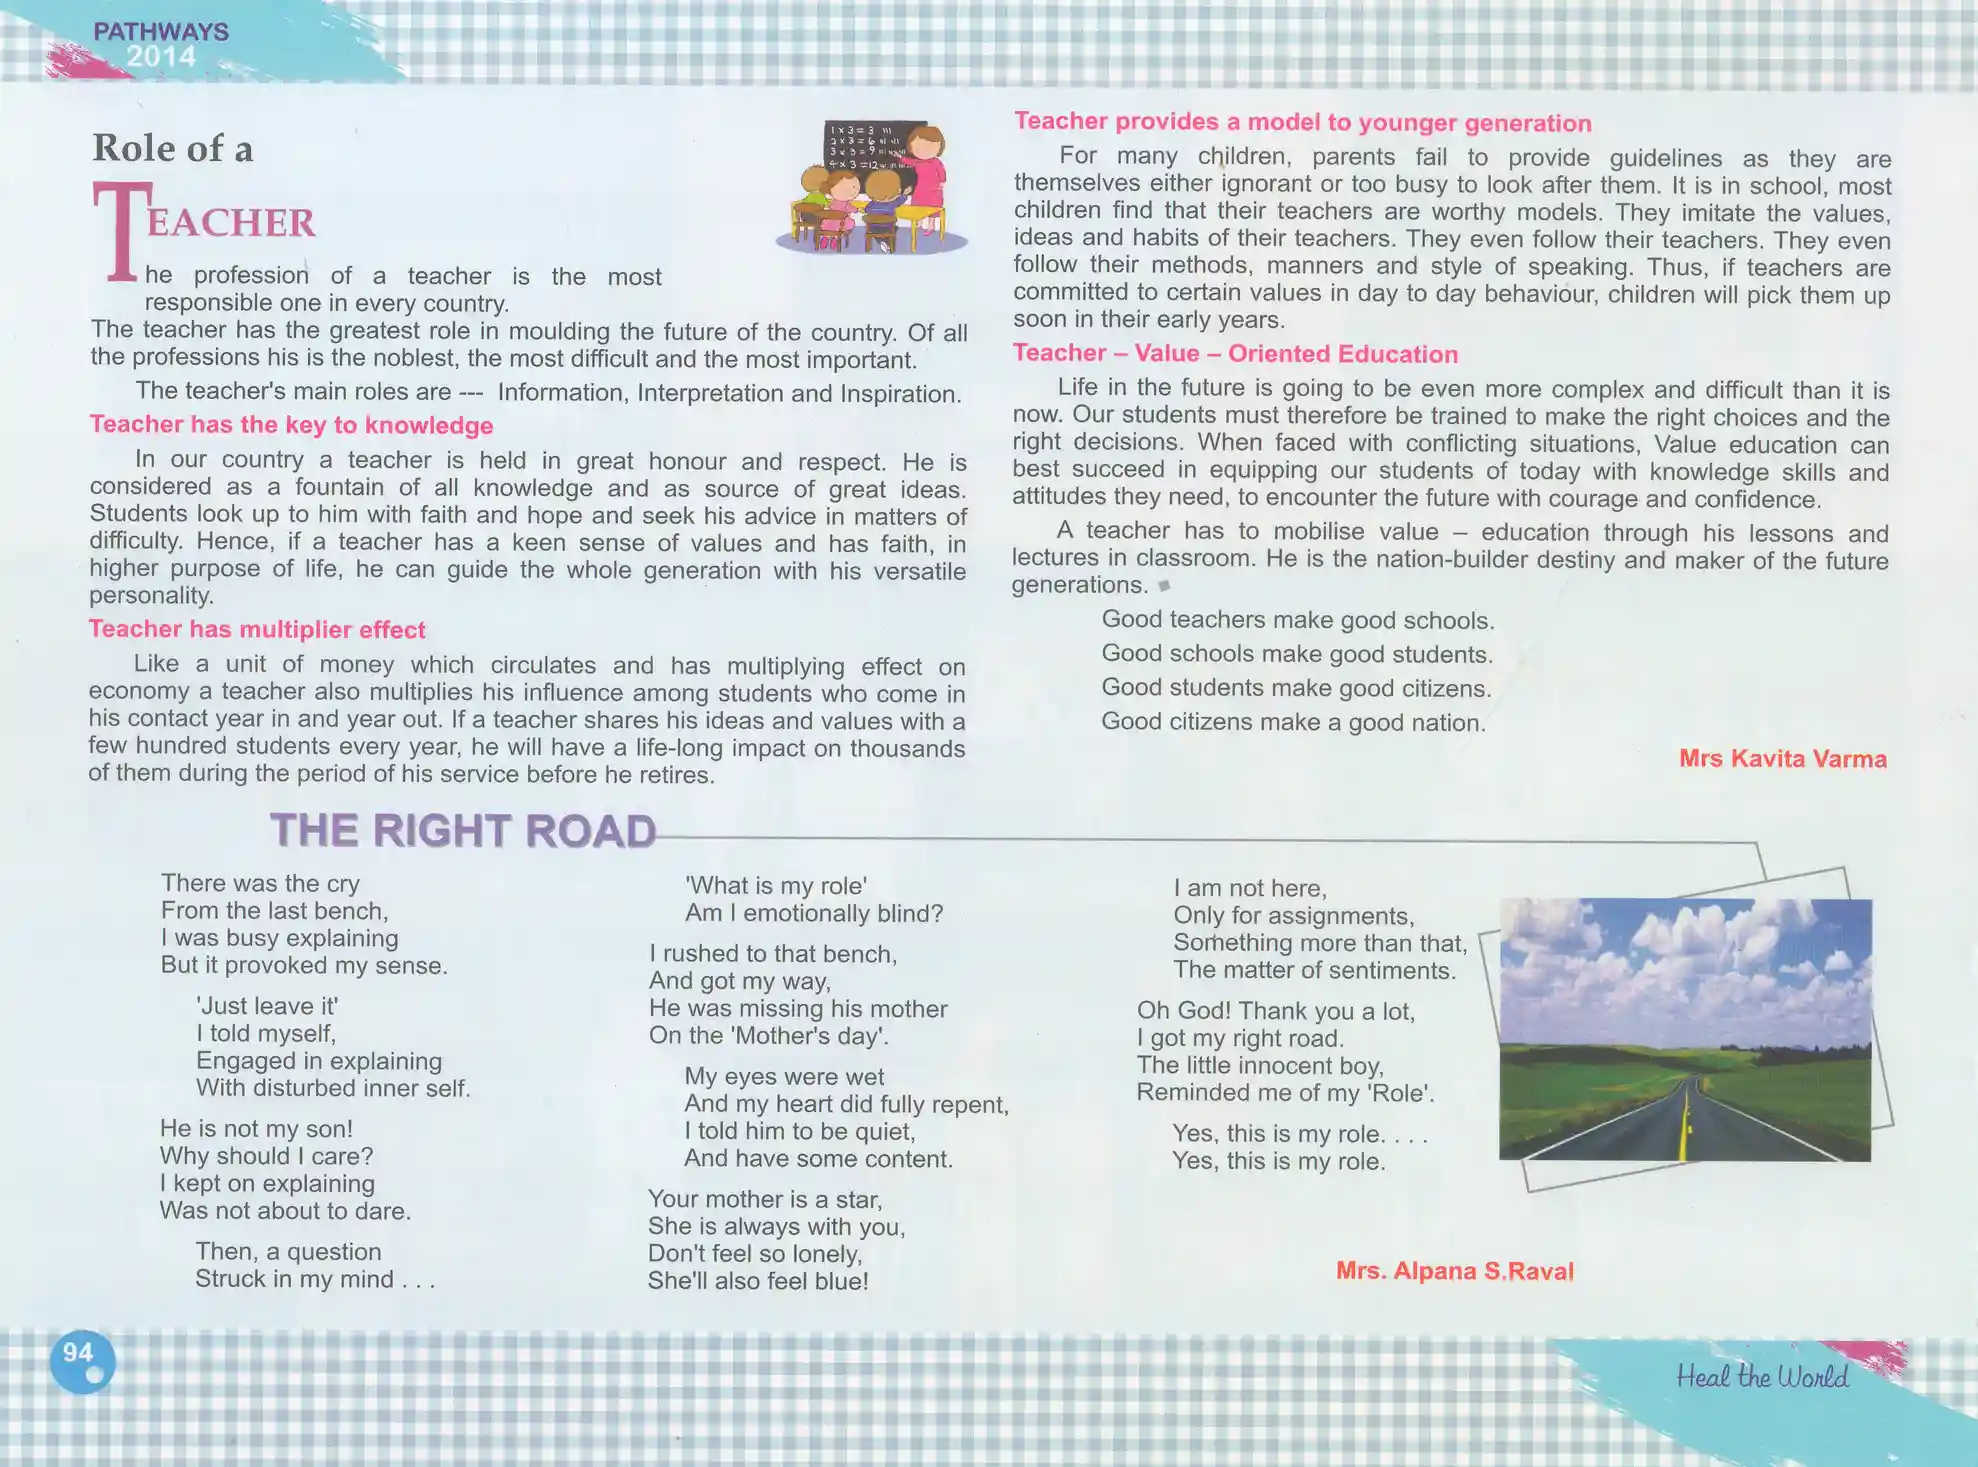 PATHWAYS
2014
Role of a
TEACHER
The profession of a teacher is the most
responsible one in every country.
The teacher has the greatest role in moulding the future of the country. Of all
the professions his is the noblest, the most difficult and the most important.
The teacher's main roles are --- Information, Interpretation and Inspiration.
Teacher has the key to knowledge
In our country a teacher is held in great honour and respect. He is
considered as a fountain of all knowledge and as source of great ideas.
Students look up to him with faith and hope and seek his advice in matters of
difficulty. Hence, if a teacher has a keen sense of values and has faith, in
higher purpose of life, he can guide the whole generation with his versatile
personality.
Teacher has multiplier effect
Like a unit of money which circulates and has multiplying effect on
economy a teacher also multiplies his influence among students who come in
his contact year in and year out. If a teacher shares his ideas and values with a
few hundred students every year, he will have a life-long impact on thousands
of them during the period of his service before he retires.
1 x 3 = 3
2 x 3 = 6
3 x 3 = 9
4 x 3 = 12
Teacher provides a model to younger generation
For many children, parents fail to provide guidelines as they are
themselves either ignorant or too busy to look after them. It is in school, most
children find that their teachers are worthy models. They imitate the values,
ideas and habits of their teachers. They even follow their teachers. They even
follow their methods, manners and style of speaking. Thus, if teachers are
committed to certain values in day to day behaviour, children will pick them up
soon in their early years.
Teacher – Value – Oriented Education
Life in the future is going to be even more complex and difficult than it is
now. Our students must therefore be trained to make the right choices and the
right decisions. When faced with conflicting situations, Value education can
best succeed in equipping our students of today with knowledge skills and
attitudes they need, to encounter the future with courage and confidence.
A teacher has to mobilise value – education through his lessons and
lectures in classroom. He is the nation-builder destiny and maker of the future
generations.
Good teachers make good schools.
Good schools make good students.
Good students make good citizens.
Good citizens make a good nation.
Mrs Kavita Varma
THE RIGHT ROAD
There was the cry
From the last bench,
I was busy explaining
But it provoked my sense.
'Just leave it'
I told myself,
Engaged in explaining
With disturbed inner self.
He is not my son!
Why should I care?
I kept on explaining
Was not about to dare.
Then, a question
Struck in my mind . . .
'What is my role'
Am I emotionally blind?
I rushed to that bench,
And got my way,
He was missing his mother
On the 'Mother's day'.
My eyes were wet
And my heart did fully repent,
I told him to be quiet,
And have some content.
Your mother is a star,
She is always with you,
Don't feel so lonely,
She'll also feel blue!
I am not here,
Only for assignments,
Something more than that,
The matter of sentiments.
Oh God! Thank you a lot,
I got my right road.
The little innocent boy,
Reminded me of my 'Role'.
Yes, this is my role. . . .
Yes, this is my role.
Mrs. Alpana S.Raval
94
Heal the World